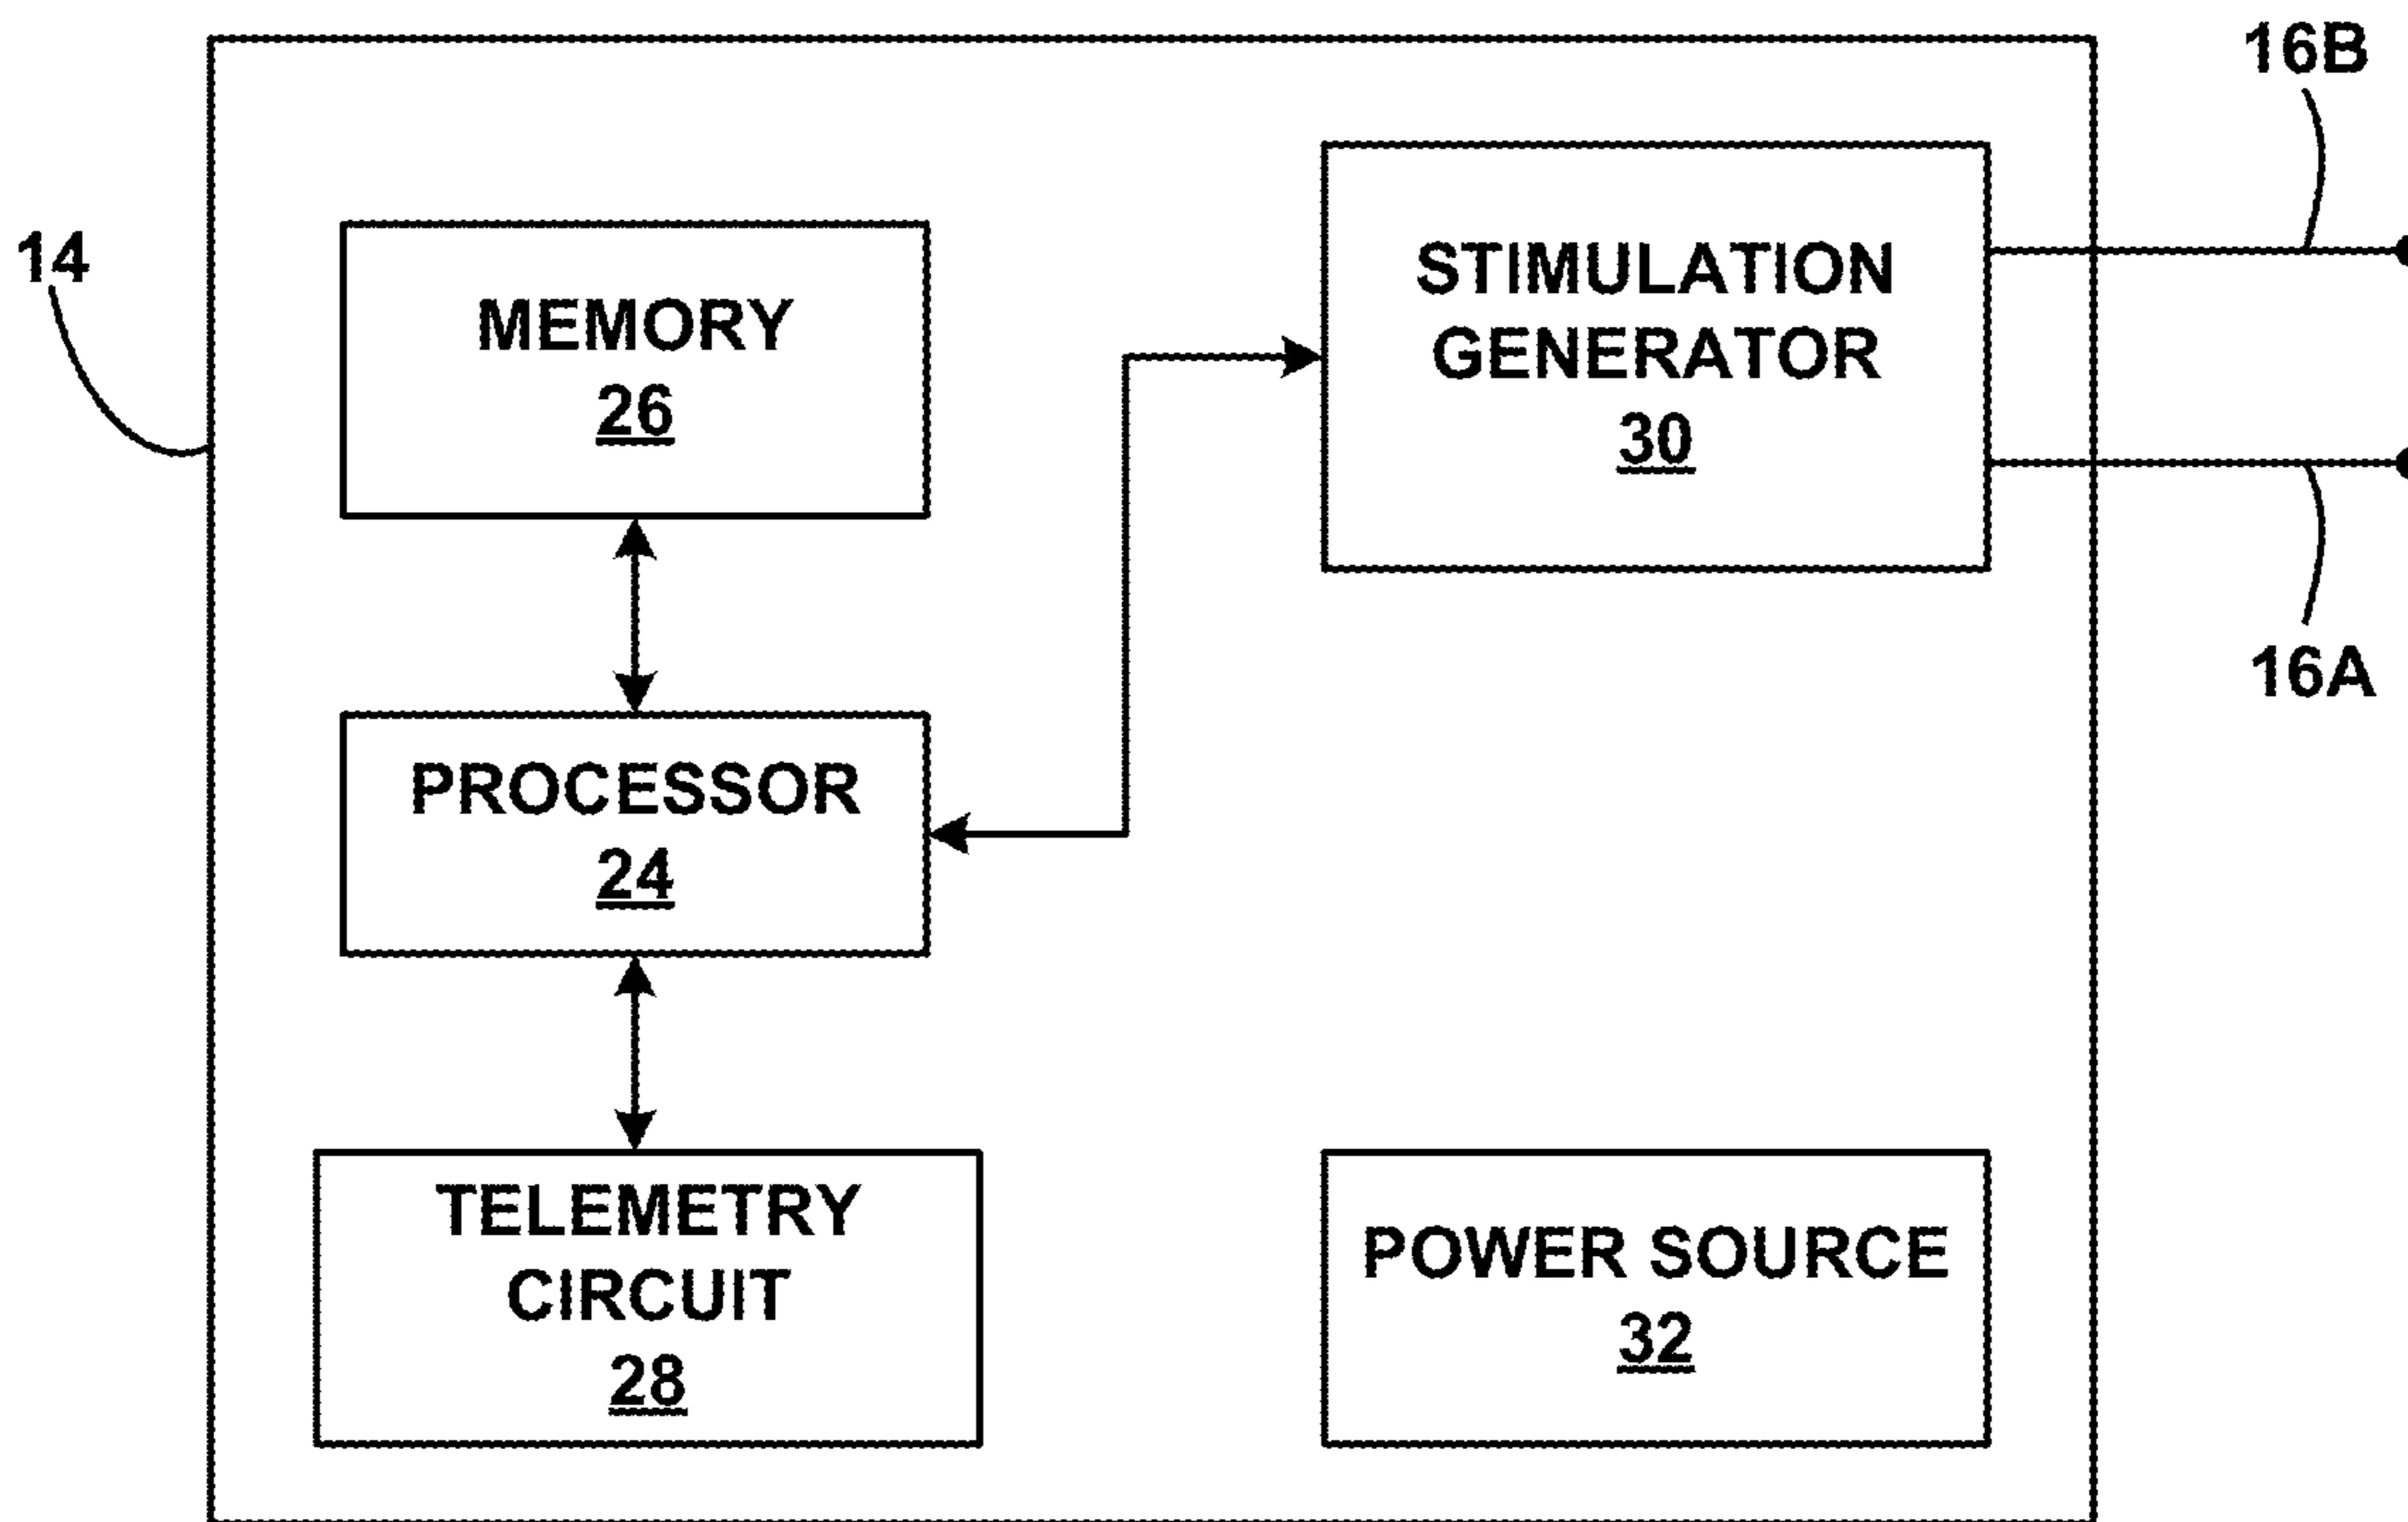 16B
14
MEMORY
26
STIMULATION
GENERATOR
30
16A
PROCESSOR
24
TELEMETRY
CIRCUIT
28
POWER SOURCE
32